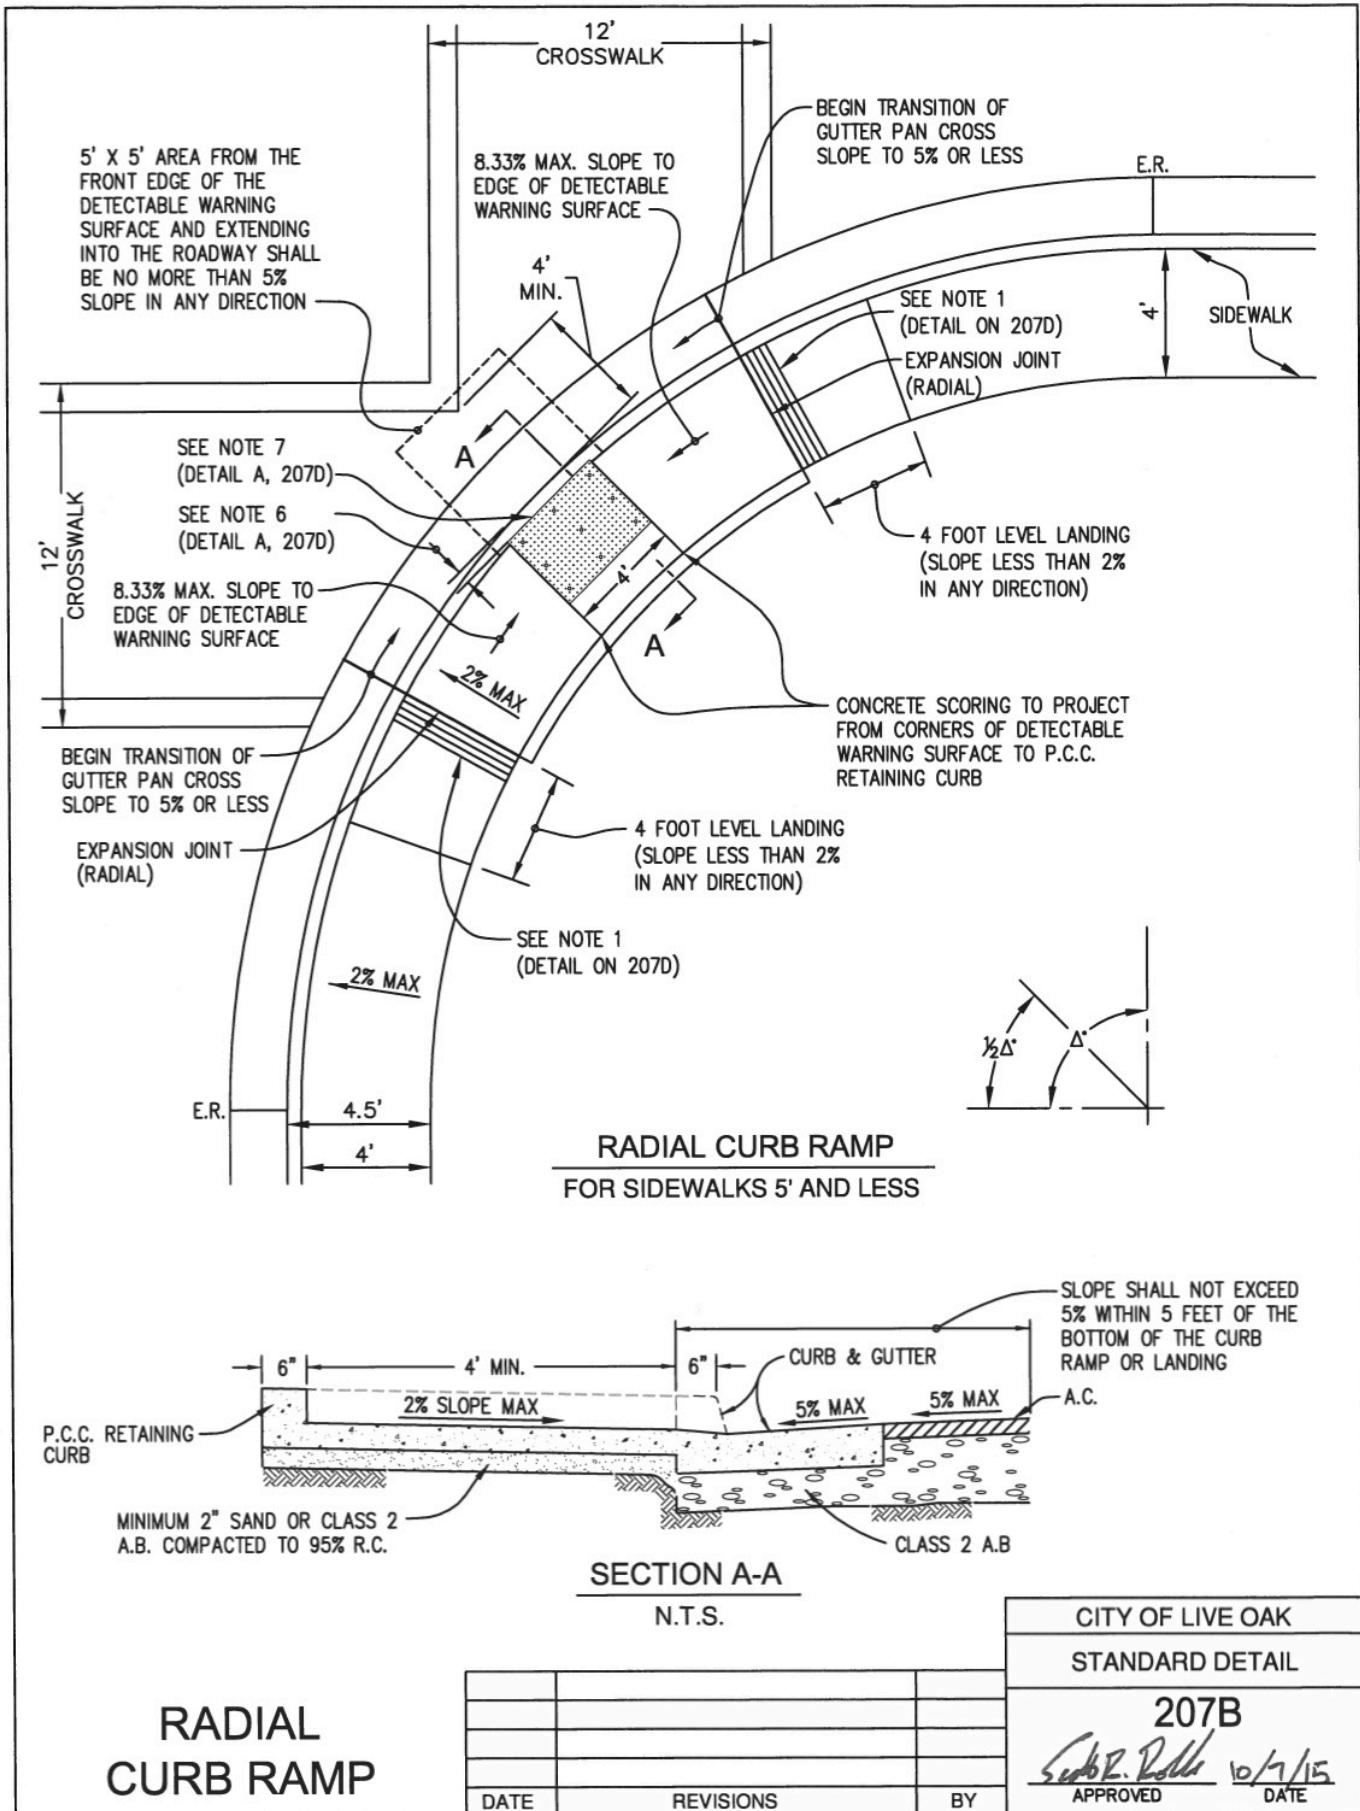 12'
CROSSWALK
BEGIN TRANSITION OF
GUTTER PAN CROSS
SLOPE TO 5% OR LESS
5' X 5' AREA FROM THE
FRONT EDGE OF THE
DETECTABLE WARNING
SURFACE AND EXTENDING
INTO THE ROADWAY SHALL
BE NO MORE THAN 5%
SLOPE IN ANY DIRECTION
8.33% MAX. SLOPE TO
EDGE OF DETECTABLE
WARNING SURFACE
E.R.
4'
MIN.
SEE NOTE 1
(DETAIL ON 207D)
4'
SIDEWALK
EXPANSION JOINT
(RADIAL)
A
SEE NOTE 7
(DETAIL A, 207D)
SEE NOTE 6
(DETAIL A, 207D)
12'
CROSSWALK
4 FOOT LEVEL LANDING
(SLOPE LESS THAN 2%
IN ANY DIRECTION)
8.33% MAX. SLOPE TO
EDGE OF DETECTABLE
WARNING SURFACE
4'
A
2% MAX
CONCRETE SCORING TO PROJECT
FROM CORNERS OF DETECTABLE
WARNING SURFACE TO P.C.C.
RETAINING CURB
BEGIN TRANSITION OF
GUTTER PAN CROSS
SLOPE TO 5% OR LESS
EXPANSION JOINT
(RADIAL)
4 FOOT LEVEL LANDING
(SLOPE LESS THAN 2%
IN ANY DIRECTION)
SEE NOTE 1
(DETAIL ON 207D)
2% MAX
½Δ°
Δ°
E.R.
4.5'
4'
RADIAL CURB RAMP
FOR SIDEWALKS 5' AND LESS
SLOPE SHALL NOT EXCEED
5% WITHIN 5 FEET OF THE
BOTTOM OF THE CURB
RAMP OR LANDING
6"
4' MIN.
6"
CURB & GUTTER
2% SLOPE MAX
5% MAX
5% MAX
A.C.
P.C.C. RETAINING
CURB
MINIMUM 2" SAND OR CLASS 2
A.B. COMPACTED TO 95% R.C.
CLASS 2 A.B
SECTION A-A
N.T.S.
CITY OF LIVE OAK
STANDARD DETAIL
207B
10/7/15
APPROVED
DATE
RADIAL
CURB RAMP
DATE
REVISIONS
BY